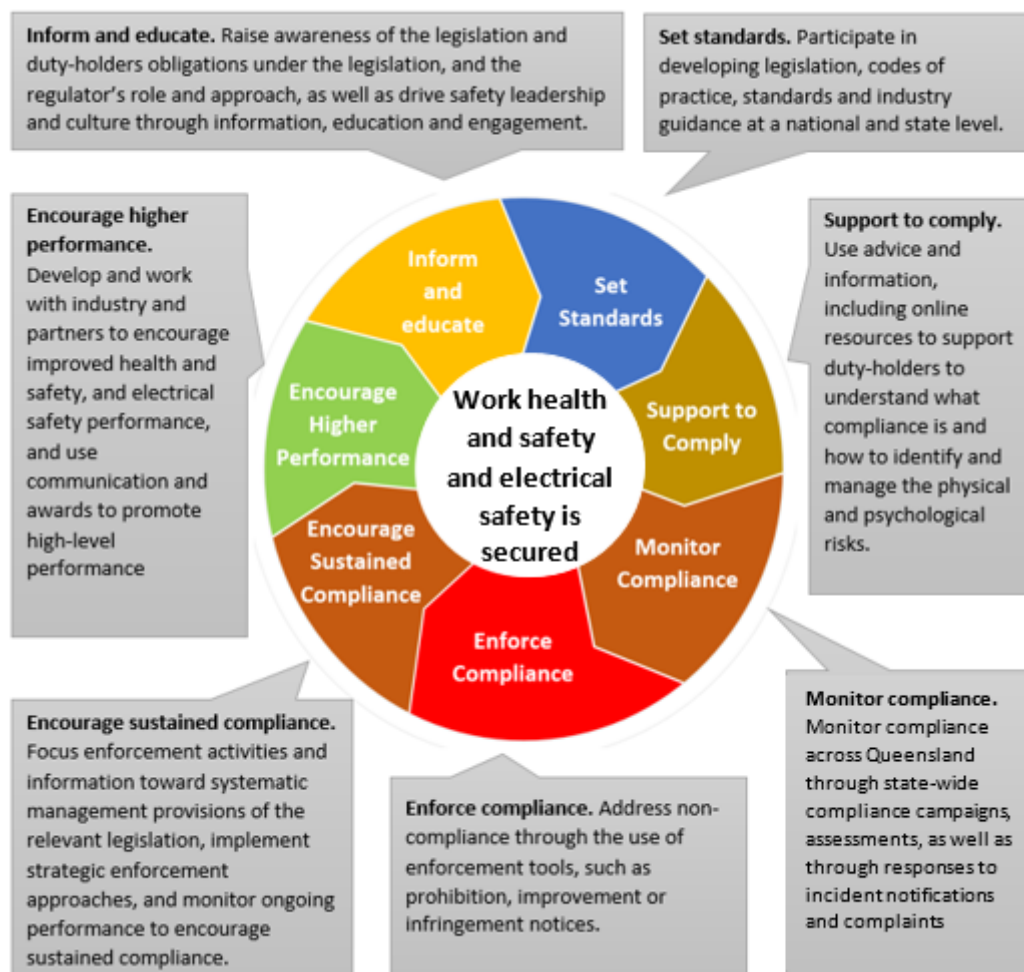 Inform and educate. Raise awareness of the legislation and
duty-holders obligations under the legislation, and the
regulator's role and approach, as well as drive safety leadership
and culture through information, education and engagement.
Set standards. Participate in
developing legislation, codes of
practice, standards and industry
guidance at a national and state level.
Encourage higher
performance.
Develop and work
with industry and
partners to encourage
improved health and
safety, and electrical
safety performance,
and use
communication and
awards to promote
high-level
performance
Inform
and
educate
Set
Standards
Support to comply.
Use advice and
information,
including online
resources to support
duty-holders to
understand what
compliance is and
how to identify and
manage the physical
and psychological
risks.
Encourage
Higher
Performance
Work health
and safety
and electrical
safety is
secured
Support to
Comply
Encourage
Sustained
Compliance
Monitor
Compliance
Enforce
Compliance
Encourage sustained compliance.
Focus enforcement activities and
information toward systematic
management provisions of the
relevant legislation, implement
strategic enforcement
approaches, and monitor ongoing
performance to encourage
sustained compliance.
Enforce compliance. Address non-
compliance through the use of
enforcement tools, such as
prohibition, improvement or
infringement notices.
Monitor compliance.
Monitor compliance
across Queensland
through state-wide
compliance campaigns,
assessments, as well as
through responses to
incident notifications
and complaints